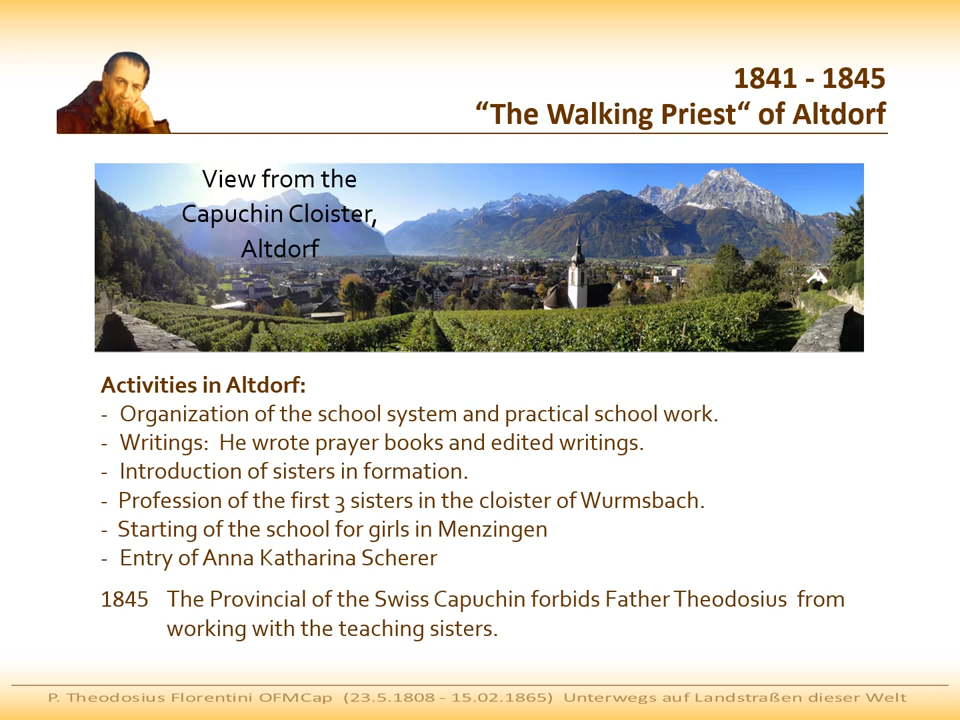 1841 - 1845
“The Walking Priest“ of Altdorf
View from the
Capuchin Cloister,
Altdorf
Activities in Altdorf:
- Organization of the school system and practical school work.
- Writings: He wrote prayer books and edited writings.
- Introduction of sisters in formation.
- Profession of the first 3 sisters in the cloister of Wurmsbach.
- Starting of the school for girls in Menzingen
- Entry of Anna Katharina Scherer
1845 The Provincial of the Swiss Capuchin forbids Father Theodosius from
working with the teaching sisters.
P. Theodosius Florentini OFMCap (23.5.1808 - 15.02.1865) Unterwegs auf Landstraßen dieser Welt